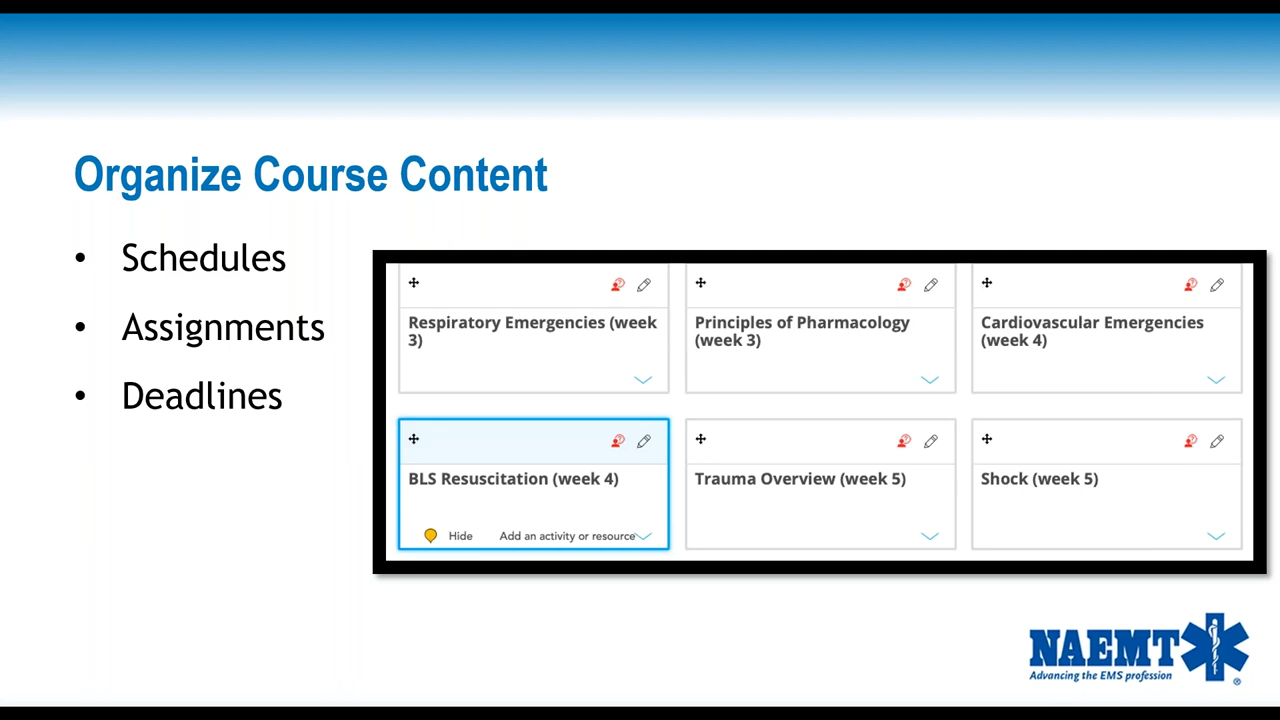 Organize Course Content
• Schedules
• Assignments
• Deadlines
Respiratory Emergencies (week
3)
Principles of Pharmacology
(week 3)
Cardiovascular Emergencies
(week 4)
BLS Resuscitation (week 4)
Hide Add an activity or resource
Trauma Overview (week 5)
Shock (week 5)
NAEMT
Advancing the EMS profession
®